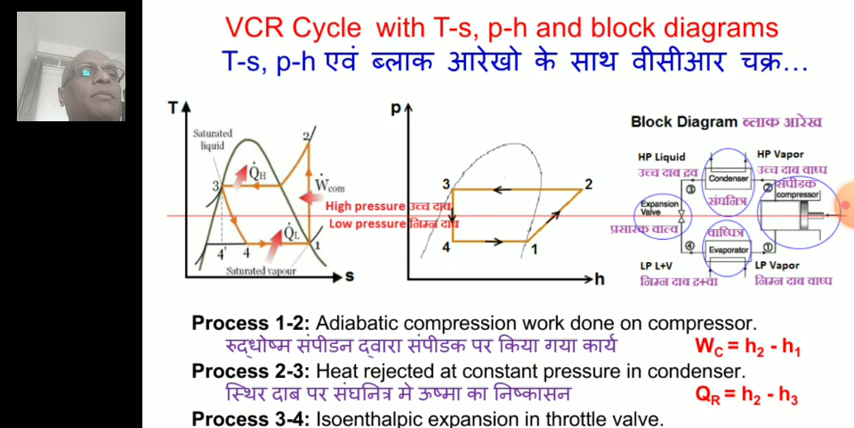 VCR Cycle with T-s, p-h and block diagrams
T-s, p-h एवं ब्लाक आरेखो के साथ वीसीआर चक्र...
T
Saturated
liquid
2
3
Q̇H
Ẇcom
4'
4
Q̇L
1
Saturated vapour
s
p
3
2
High pressure उच्च दाब
Low pressure निम्न दाब
4
1
h
Block Diagram ब्लाक आरेख
HP Liquid
उच्च दाब द्रव
HP Vapor
उच्च दाब वाष्प
Condenser
संघनित्र
3
2
संपीडक
compressor
Expansion
Valve
प्रसारक वाल्व
वाष्पित्र
Evaporator
4
1
LP L+V
निम्न दाब द्र+वा
LP Vapor
निम्न दाब वाष्प
Process 1-2: Adiabatic compression work done on compressor.
रुद्धोष्म संपीडन द्वारा संपीडक पर किया गया कार्य
WC = h2 - h1
Process 2-3: Heat rejected at constant pressure in condenser.
स्थिर दाब पर संघनित्र मे ऊष्मा का निष्कासन
QR = h2 - h3
Process 3-4: Isoenthalpic expansion in throttle valve.